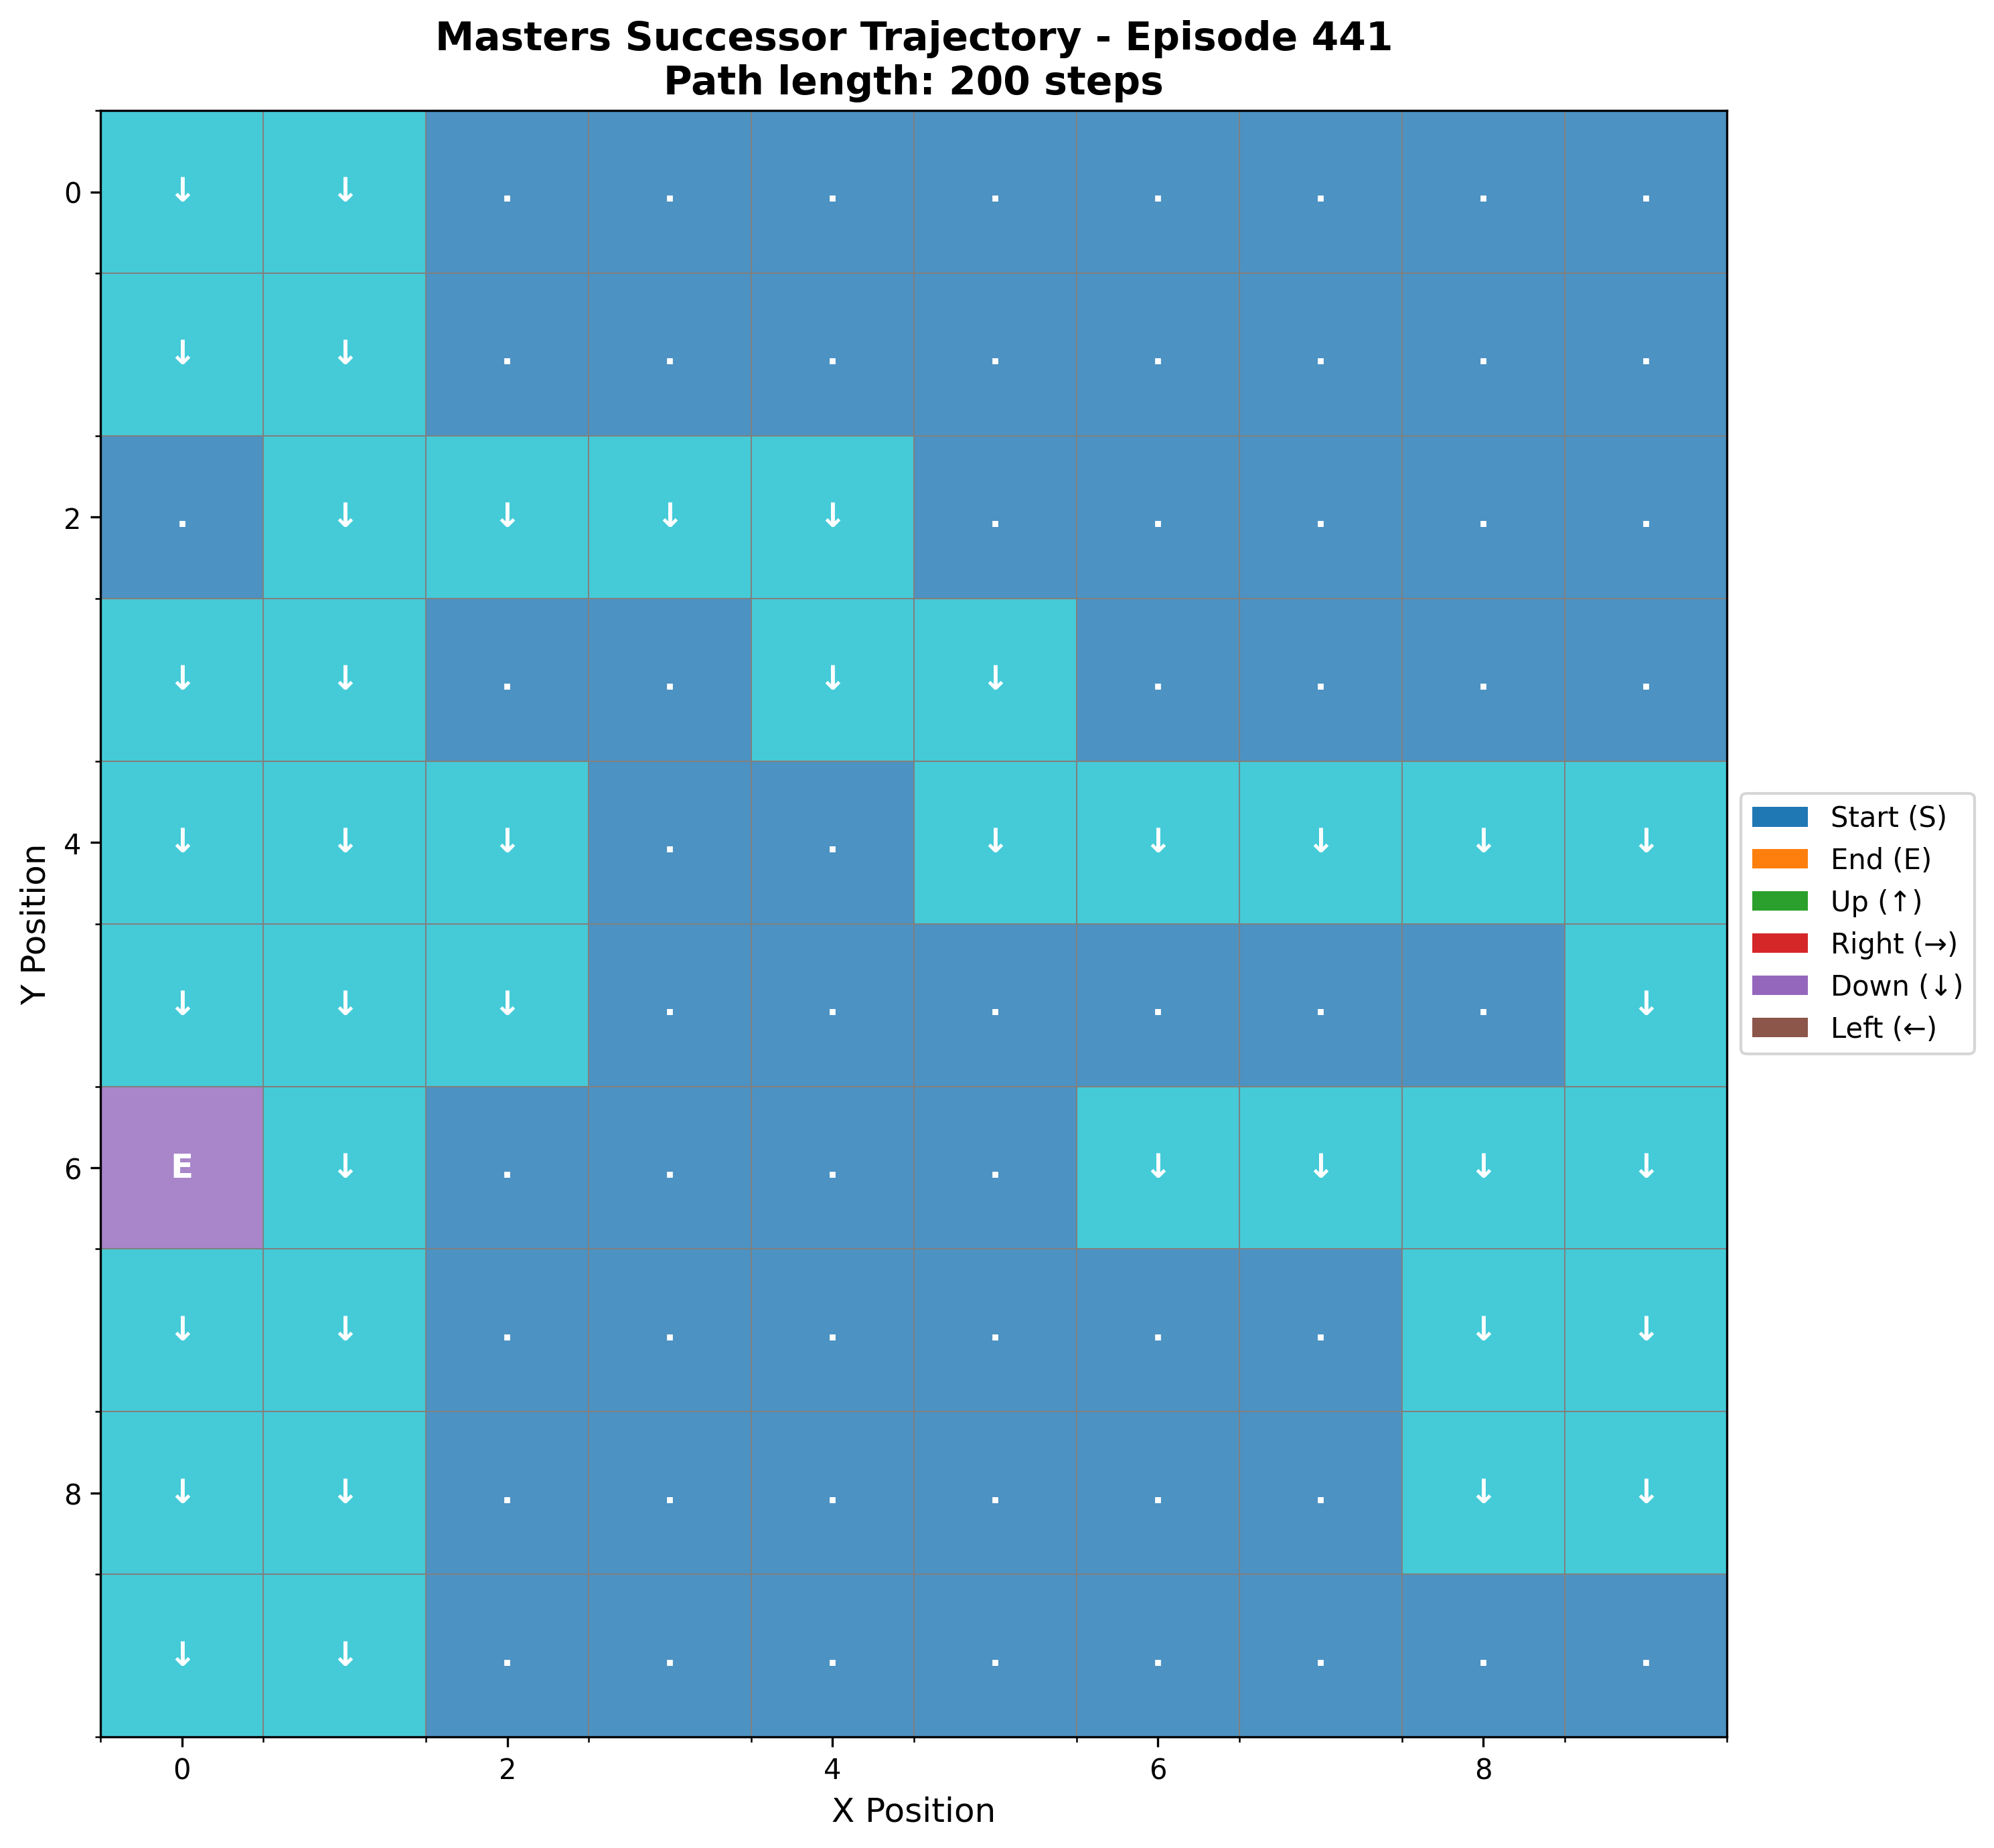 Masters Successor Trajectory - Episode 441
Path length: 200 steps
0 ↓ ↓ . . . . . . . .
↓ ↓ . . . . . . . .
2 . ↓ ↓ ↓ ↓ . . . . .
↓ ↓ . . ↓ ↓ . . . .
4 ↓ ↓ ↓ . . ↓ ↓ ↓ ↓ ↓
↓ ↓ ↓ . . . . . . ↓
6 E ↓ . . . . ↓ ↓ ↓ ↓
↓ ↓ . . . . . . ↓ ↓
8 ↓ ↓ . . . . . . ↓ ↓
↓ ↓ . . . . . . . .
0 2 4 6 8
X Position
Y Position
Start (S)
End (E)
Up (↑)
Right (→)
Down (↓)
Left (←)